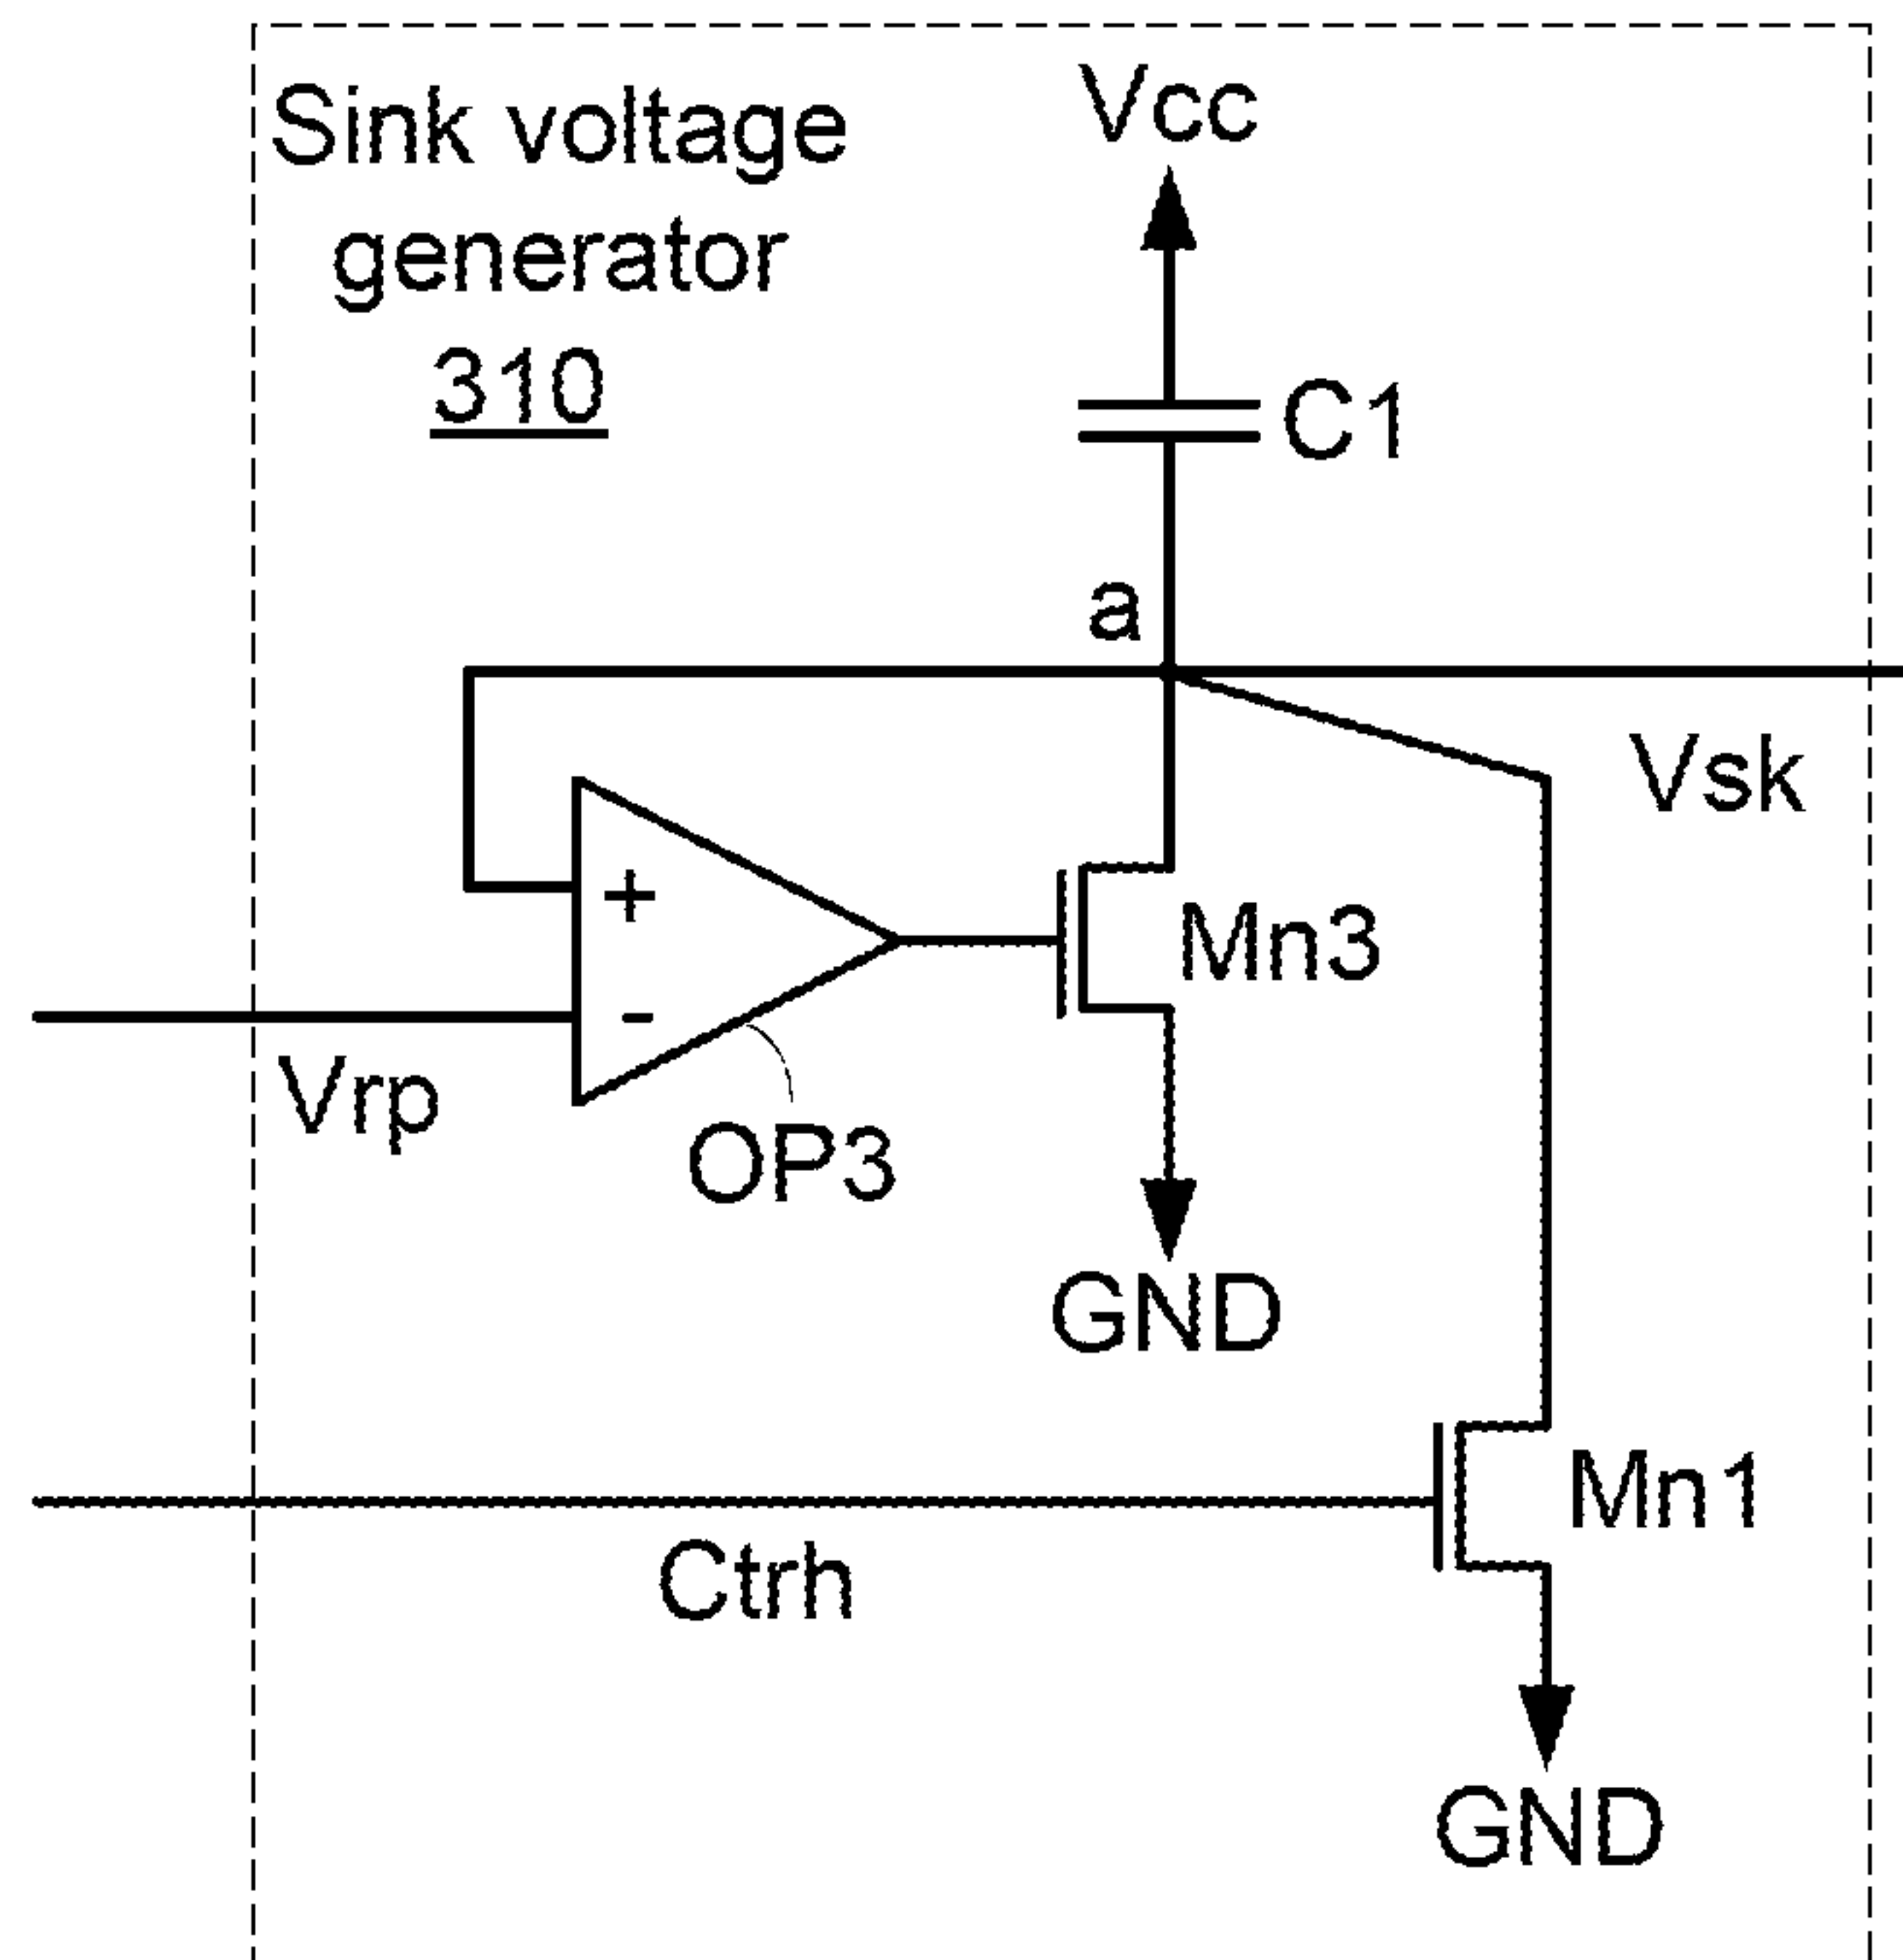 Sink voltage
generator
310
Vcc
C1
a
Vsk
+
-
Mn3
Vrp
OP3
GND
Mn1
Ctrh
GND